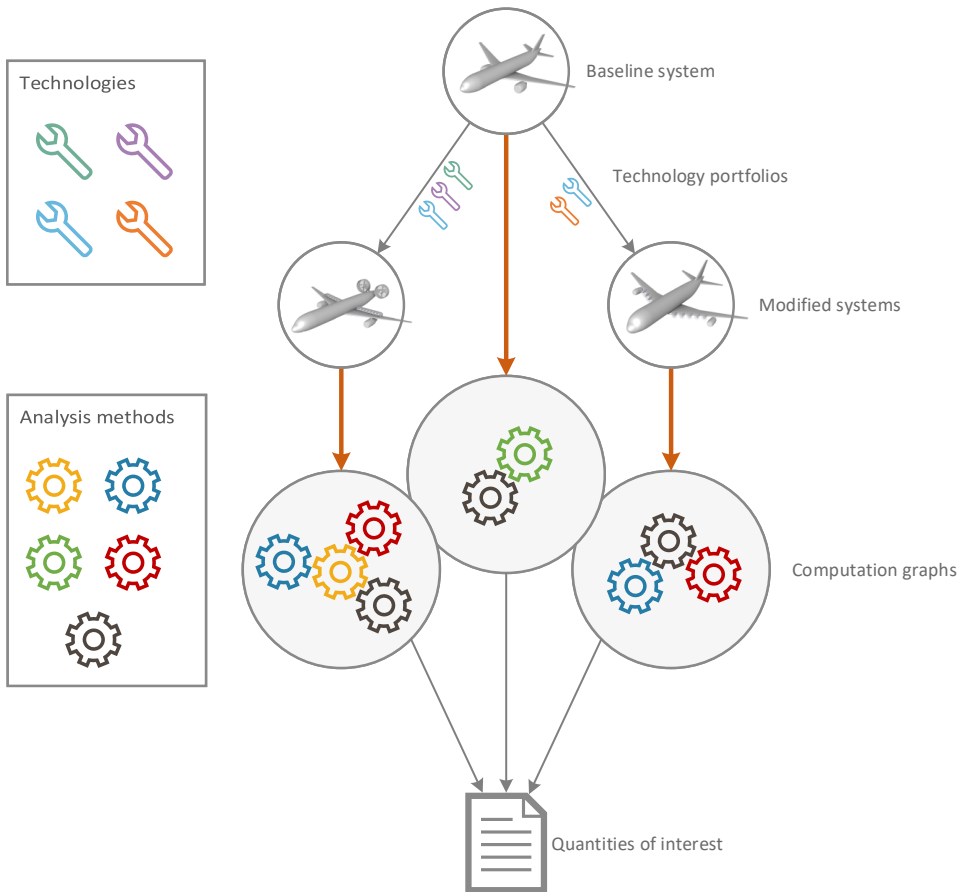 Baseline system
Technologies
Technology portfolios
Modified systems
Analysis methods
Computation graphs
Quantities of interest